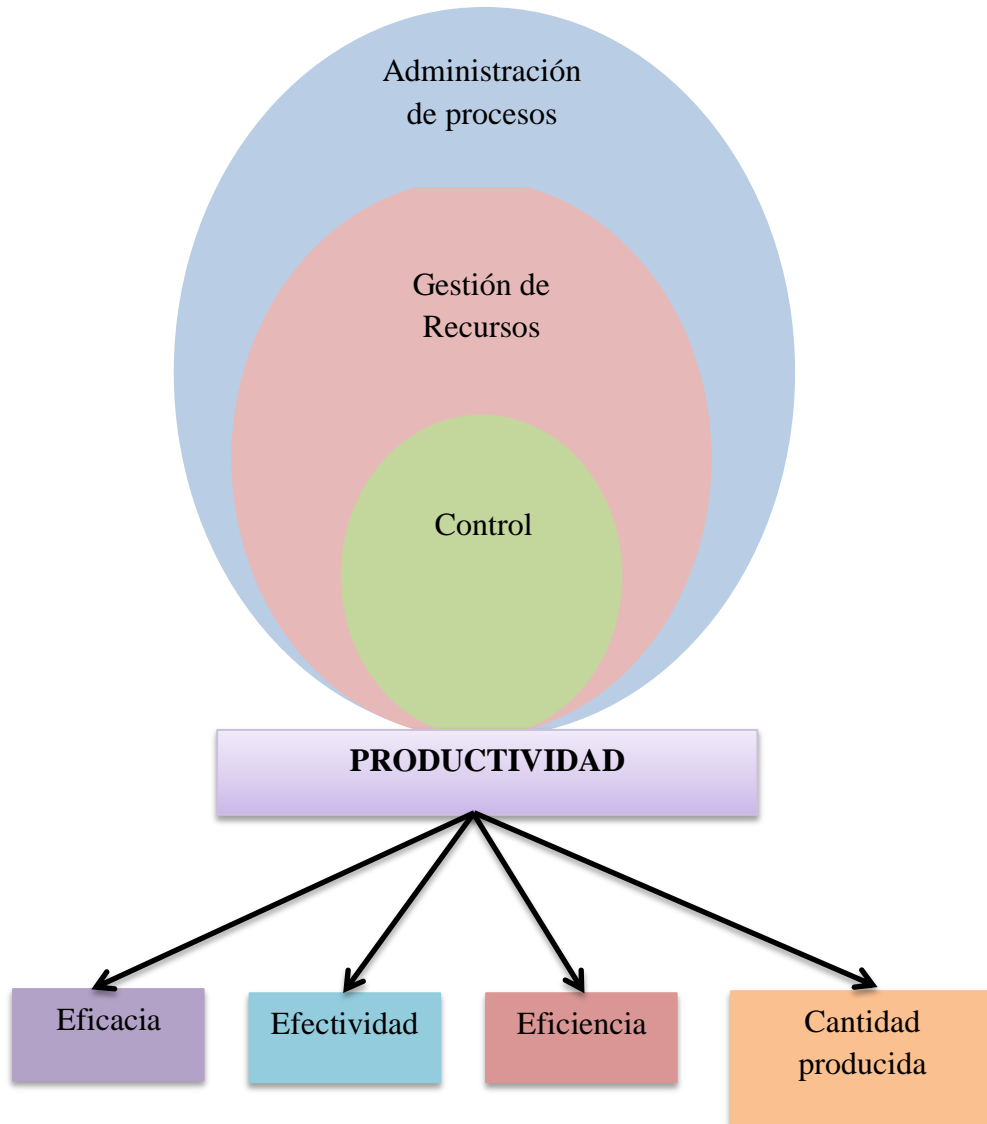 Administración
de procesos
Gestión de
Recursos
Control
PRODUCTIVIDAD
Eficacia
Efectividad
Eficiencia
Cantidad
producida